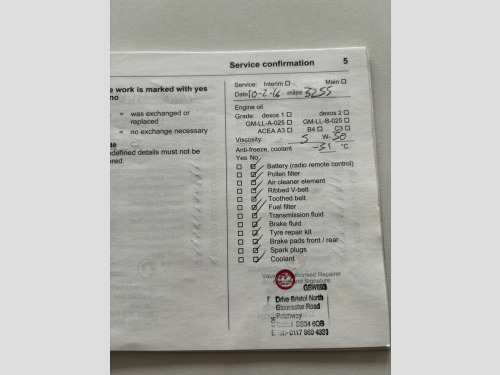 Service confirmation 5
work is marked with yes
no
= was exchanged or
replaced
= no exchange necessary
defined details must not be
Service: Interim ☐ Main ☐
Date 10-2-16 miles 3255
Engine oil
Grade: dexos 1 ☐ dexos 2 ☐
GM-LL-A-025 ☐ GM-LL-B-025 ☐
ACEA A3 ☐ B4 ☐ C3 ☐
Viscosity 5 W- 30
Anti-freeze, coolant -31 °C
Yes No
☐ ☑ Battery (radio remote control)
☐ ☑ Pollen filter
☐ ☑ Air cleaner element
☐ ☑ Ribbed V-belt
☐ ☑ Toothed belt
☐ ☑ Fuel filter
☐ ☑ Transmission fluid
☐ ☑ Brake fluid
☐ ☑ Tyre repair kit
☐ ☑ Brake pads front / rear
☐ ☑ Spark plugs
☐ ☑ Coolant
Authorised Repairer
Signature
Drive Bristol North
Gloucester Road
Patchway
BS34 6QB